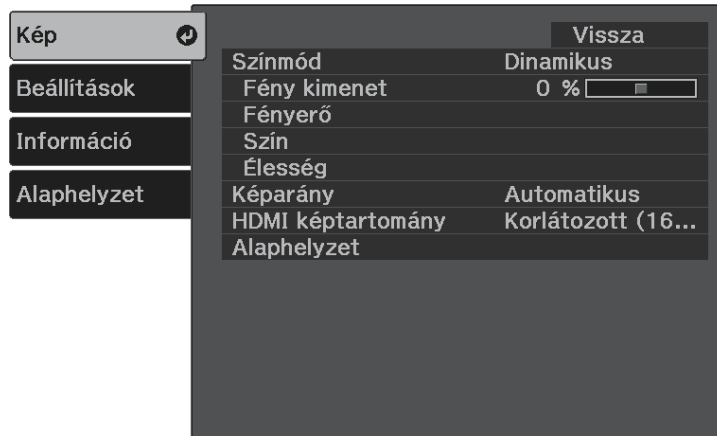 Kép
Beállítások
Információ
Alaphelyzet
Vissza
Színmód Dinamikus
Fény kimenet 0 %
Fényerő
Szín
Élesség
Képarány Automatikus
HDMI képtartomány Korlátozott (16...
Alaphelyzet